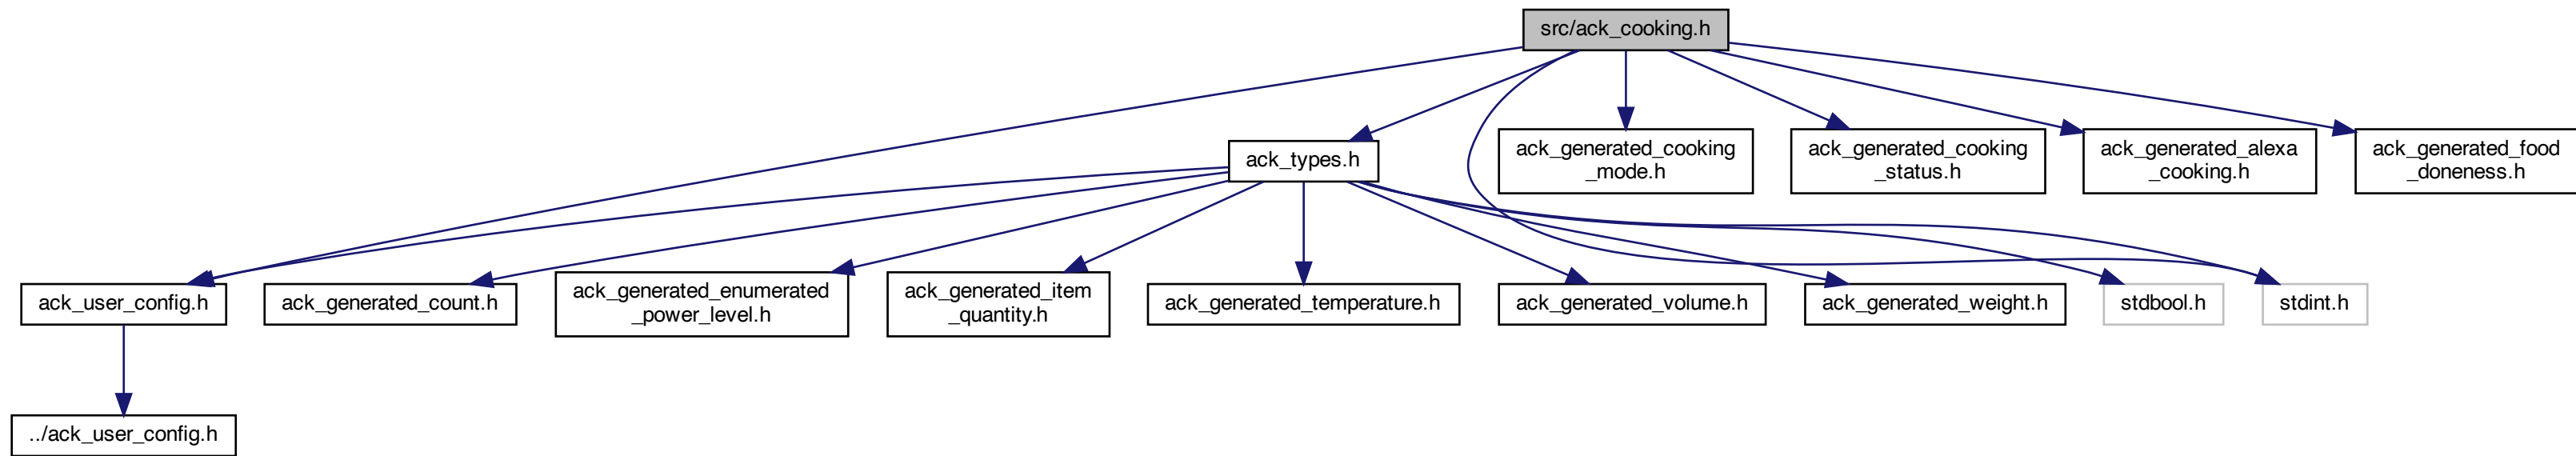 src/ack_cooking.h
ack_types.h
ack_generated_cooking
_mode.h
ack_generated_cooking
_status.h
ack_generated_alexa
_cooking.h
ack_generated_food
_doneness.h
ack_user_config.h
ack_generated_count.h
ack_generated_enumerated
_power_level.h
ack_generated_item
_quantity.h
ack_generated_temperature.h
ack_generated_volume.h
ack_generated_weight.h
stdbool.h
stdint.h
../ack_user_config.h